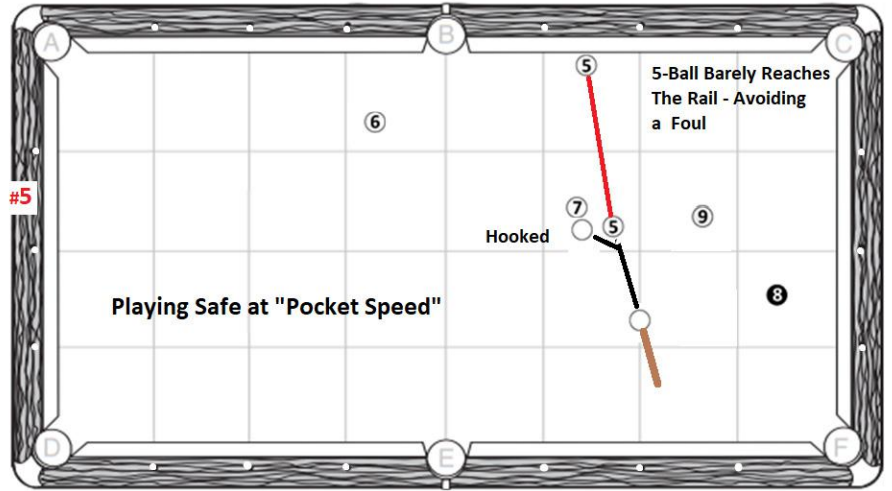 A
B
C
5
5-Ball Barely Reaches
The Rail - Avoiding
a Foul
6
#5
7
5
9
Hooked
8
Playing Safe at "Pocket Speed"
D
E
F